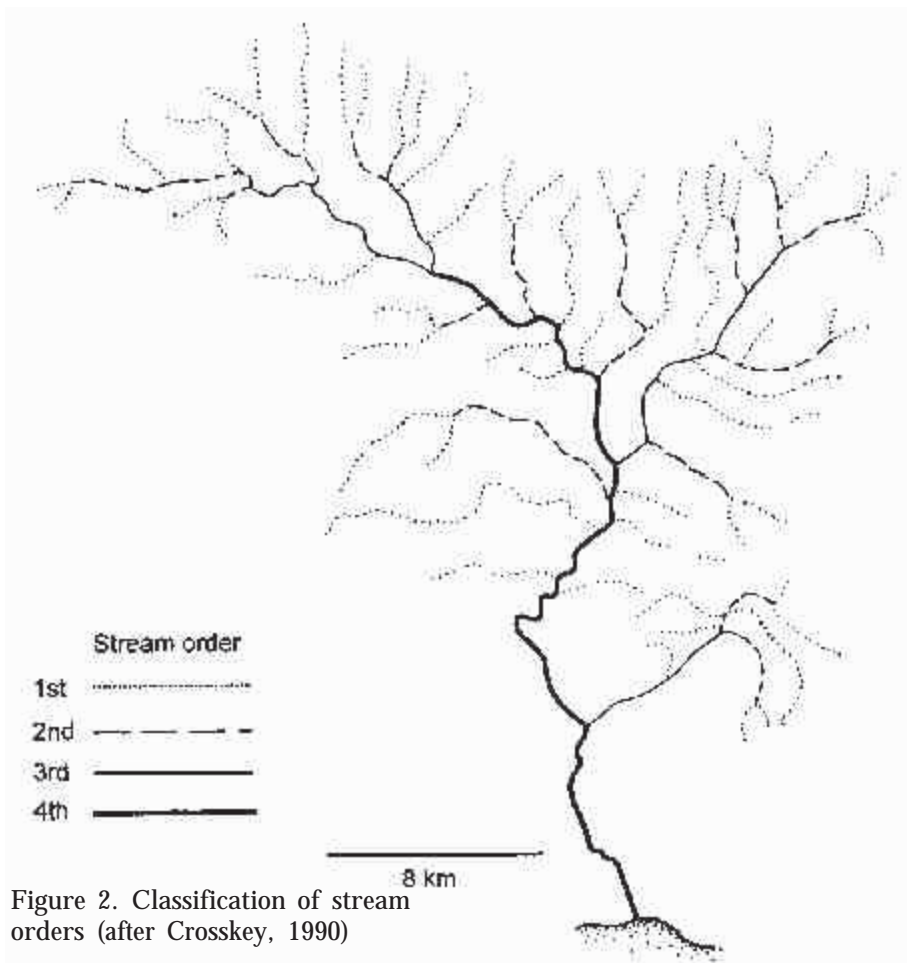 Stream order
1st
2nd
3rd
4th
8 km
Figure 2. Classification of stream
orders (after Crosskey, 1990)